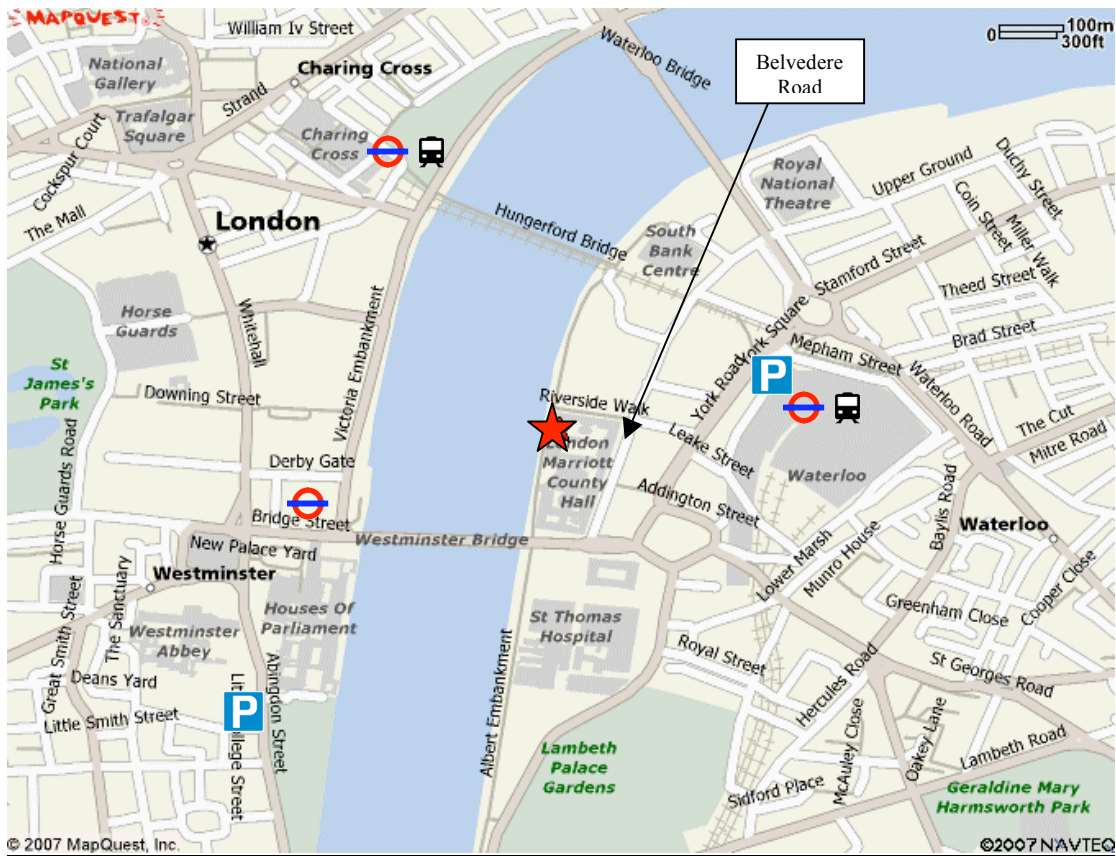 MAPQUEST
William Iv Street
100m
0
300ft
National
Gallery
Charing Cross
Strand
Waterloo Bridge
Belvedere
Road
Trafalgar
Square
Charing
Cross
Cockspur Court
The Mall
London
Hungerford Bridge
South
Bank
Centre
Royal
National
Theatre
Upper Ground
Duchy Street
Coin Street
Miller Walk
Stamford Street
Theed Street
Brad Street
Horse
Guards
Whitehall
Victoria Embankment
York Square
Mepham Street
St
James's
Park
Downing Street
York Road
P
Waterloo Road
Riverside Walk
The Cut
Mitre Road
London
Marriott
County
Hall
Leake Street
Waterloo
Horse Guards Road
Derby Gate
Addington Street
Baylis Road
Bridge Street
Westminster Bridge
Waterloo
New Palace Yard
Lower Marsh
Munro House
Westminster
Cooper Close
The Sanctuary
Great Smith Street
Houses Of
Parliament
Greenham Close
Westminster
Abbey
St Thomas
Hospital
Royal Street
St Georges Road
Hercules Road
Deans Yard
Abingdon Street
Albert Embankment
P
Little College Street
Little Smith Street
McAuley Close
Oakey Lane
Lambeth Road
Lambeth
Palace
Gardens
Sidford Place
Geraldine Mary
Harmsworth Park
© 2007 MapQuest, Inc.
©2007 NAVTEQ